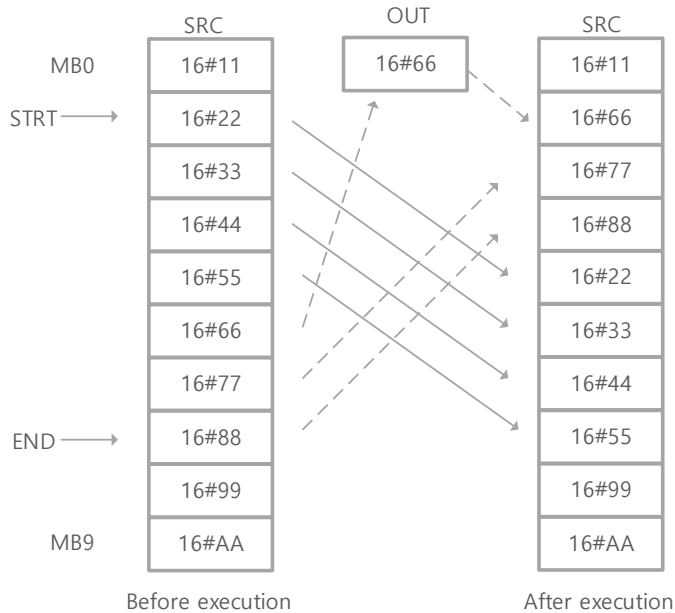 SRC
OUT
SRC
MB0
16#11
16#66
16#11
STRT
16#22
16#66
16#33
16#77
16#44
16#88
16#55
16#22
16#66
16#33
16#77
16#44
END
16#88
16#55
16#99
16#99
MB9
16#AA
16#AA
Before execution
After execution